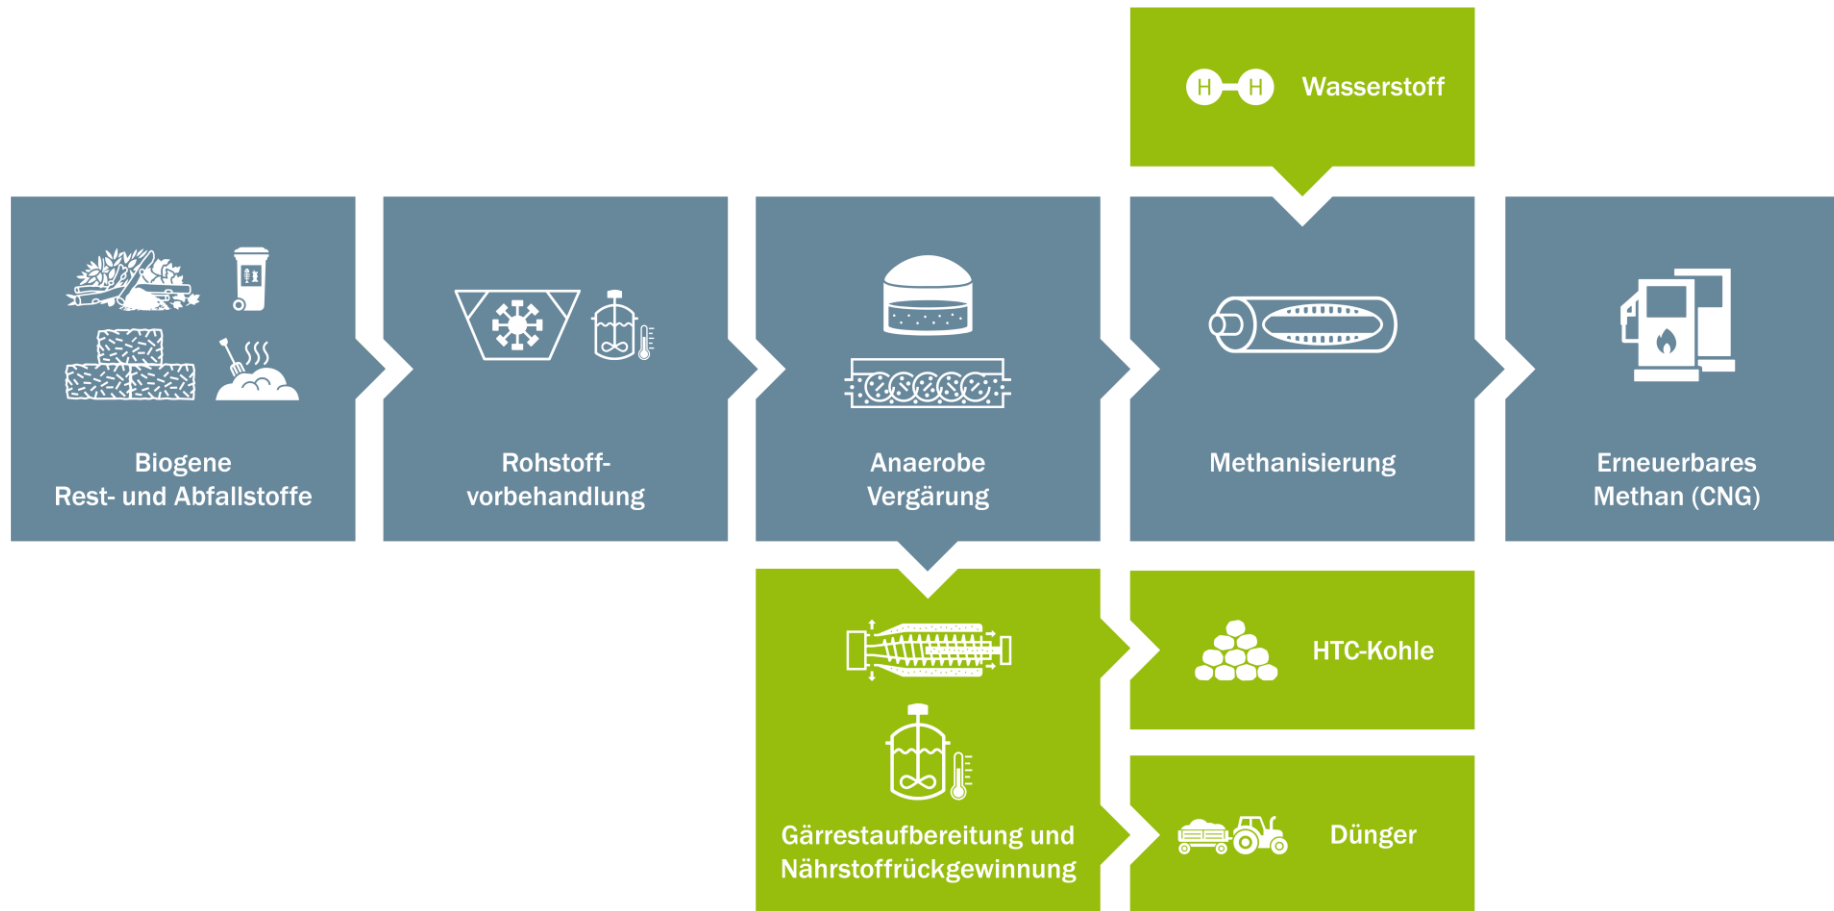 H H Wasserstoff
Biogene
Rest- und Abfallstoffe
Rohstoff-
vorbehandlung
Anaerobe
Vergärung
Methanisierung
Erneuerbares
Methan (CNG)
Gärrestaufbereitung und
Nährstoffrückgewinnung
HTC-Kohle
Dünger